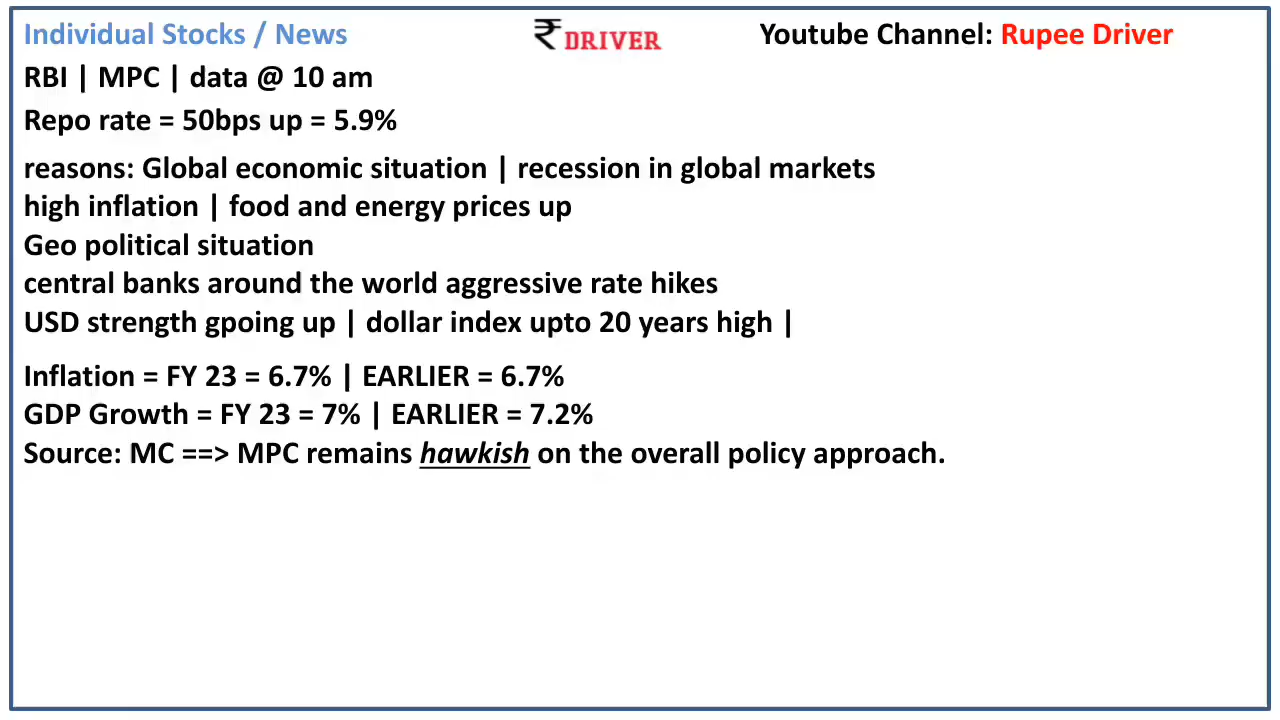 Individual Stocks / News
₹ DRIVER
Youtube Channel: Rupee Driver
RBI | MPC | data @ 10 am
Repo rate = 50bps up = 5.9%
reasons: Global economic situation | recession in global markets
high inflation | food and energy prices up
Geo political situation
central banks around the world aggressive rate hikes
USD strength gpoing up | dollar index upto 20 years high |
Inflation = FY 23 = 6.7% | EARLIER = 6.7%
GDP Growth = FY 23 = 7% | EARLIER = 7.2%
Source: MC ==> MPC remains hawkish on the overall policy approach.